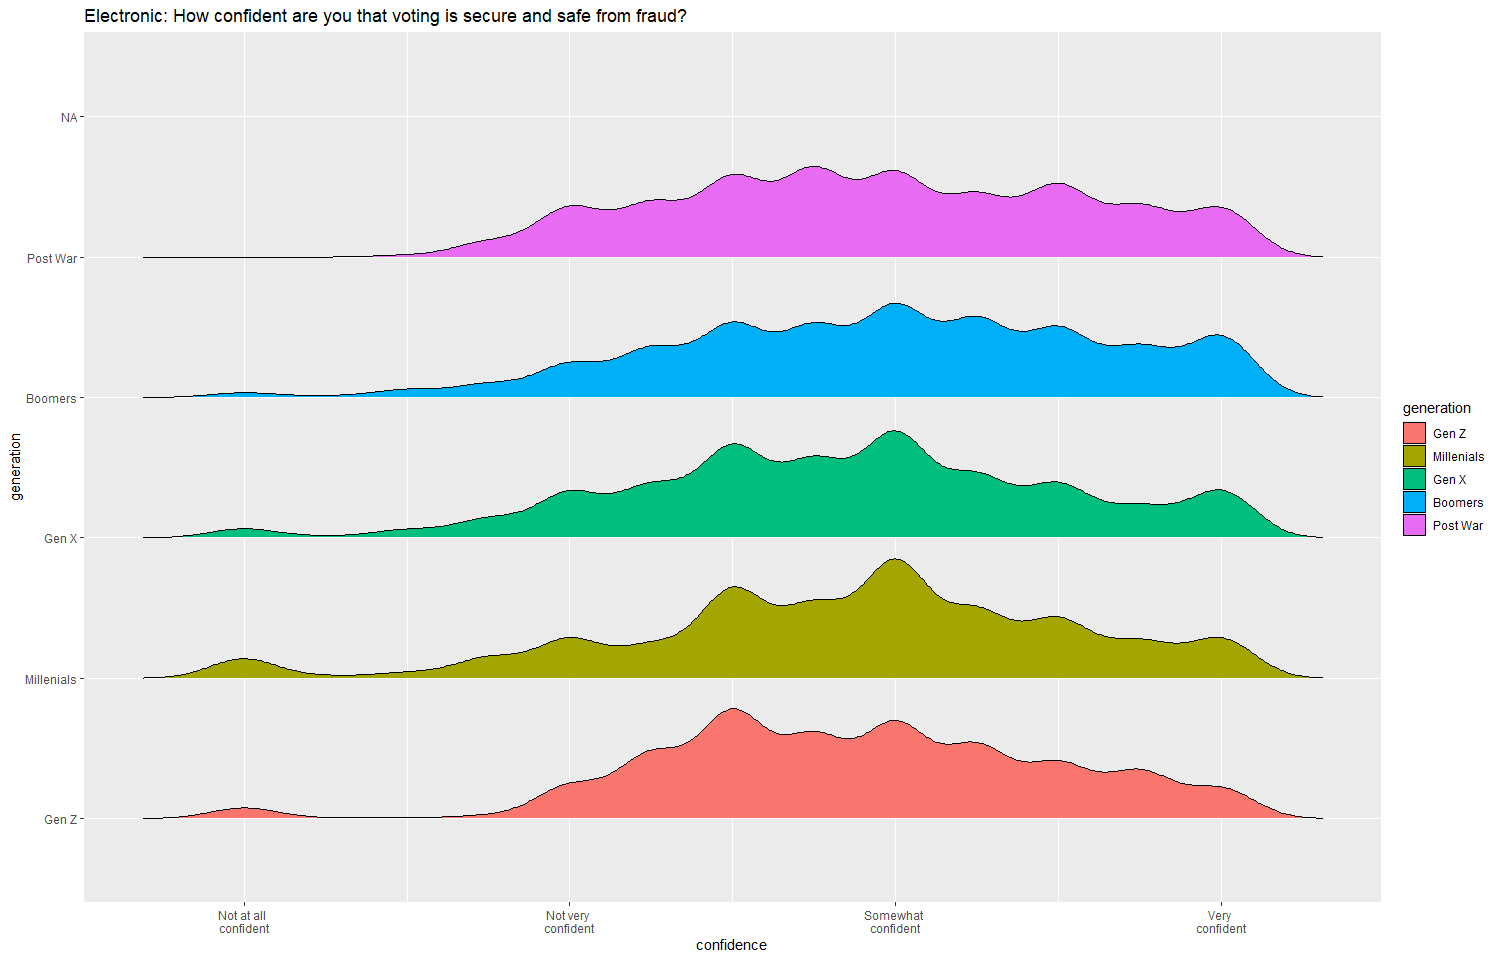 Electronic: How confident are you that voting is secure and safe from fraud?
NA
Post War
Boomers
Gen X
Millenials
Gen Z
generation
Not at all
confident
Not very
confident
Somewhat
confident
Very
confident
confidence
generation
Gen Z
Millenials
Gen X
Boomers
Post War